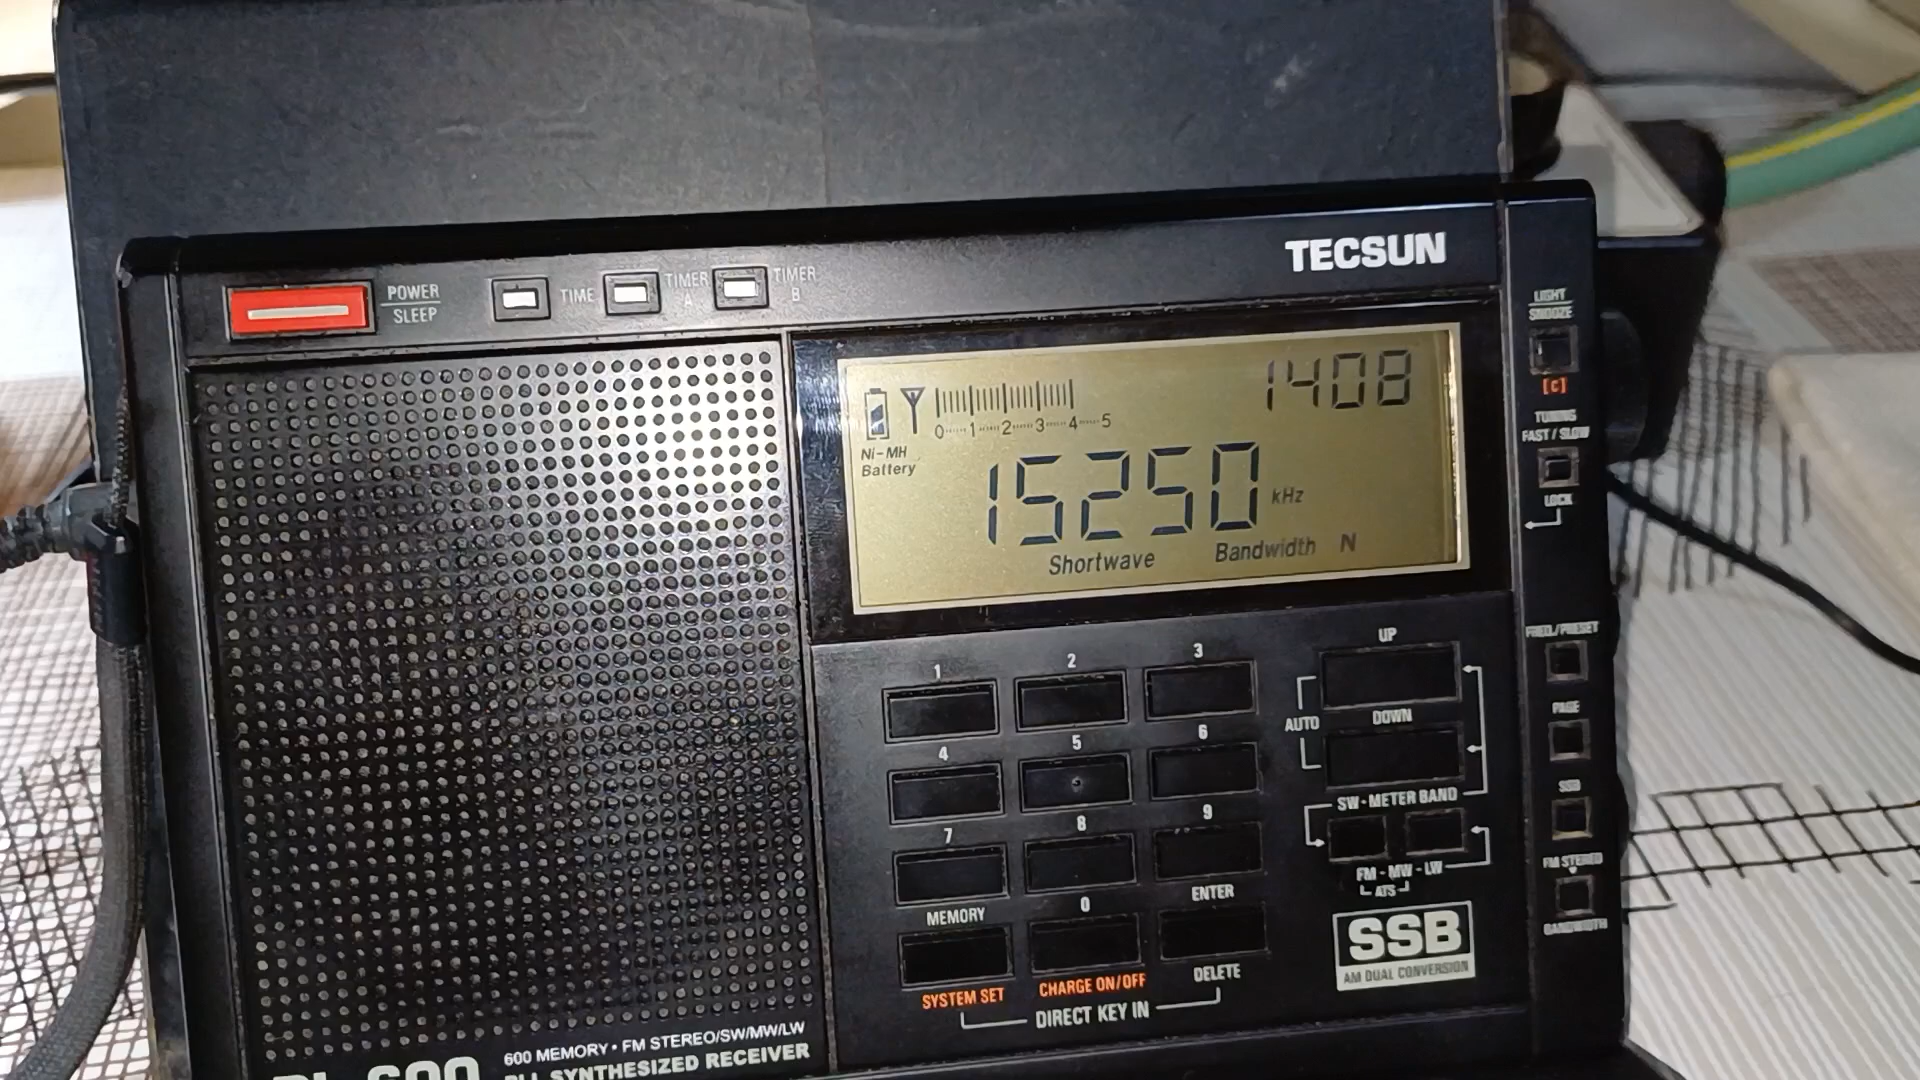 TECSUN
POWER
SLEEP
TIME
TIMER
A
TIMER
B
LIGHT
SNOOZE
[C]
1408
0 1 2 3 4 5
Ni-MH
Battery
15250 kHz
Shortwave Bandwidth N
TUNING
FAST / SLOW
LOCK
1 2 3
4 5 6
7 8 9
MEMORY 0 ENTER
SYSTEM SET CHARGE ON/OFF DELETE
DIRECT KEY IN
UP
AUTO
DOWN
SW - METER BAND
FM - MW - LW
ATS
SSB
AM DUAL CONVERSION
PAGE
SSB
FM STEREO
BANDWIDTH
600 MEMORY • FM STEREO/SW/MW/LW
PLL SYNTHESIZED RECEIVER